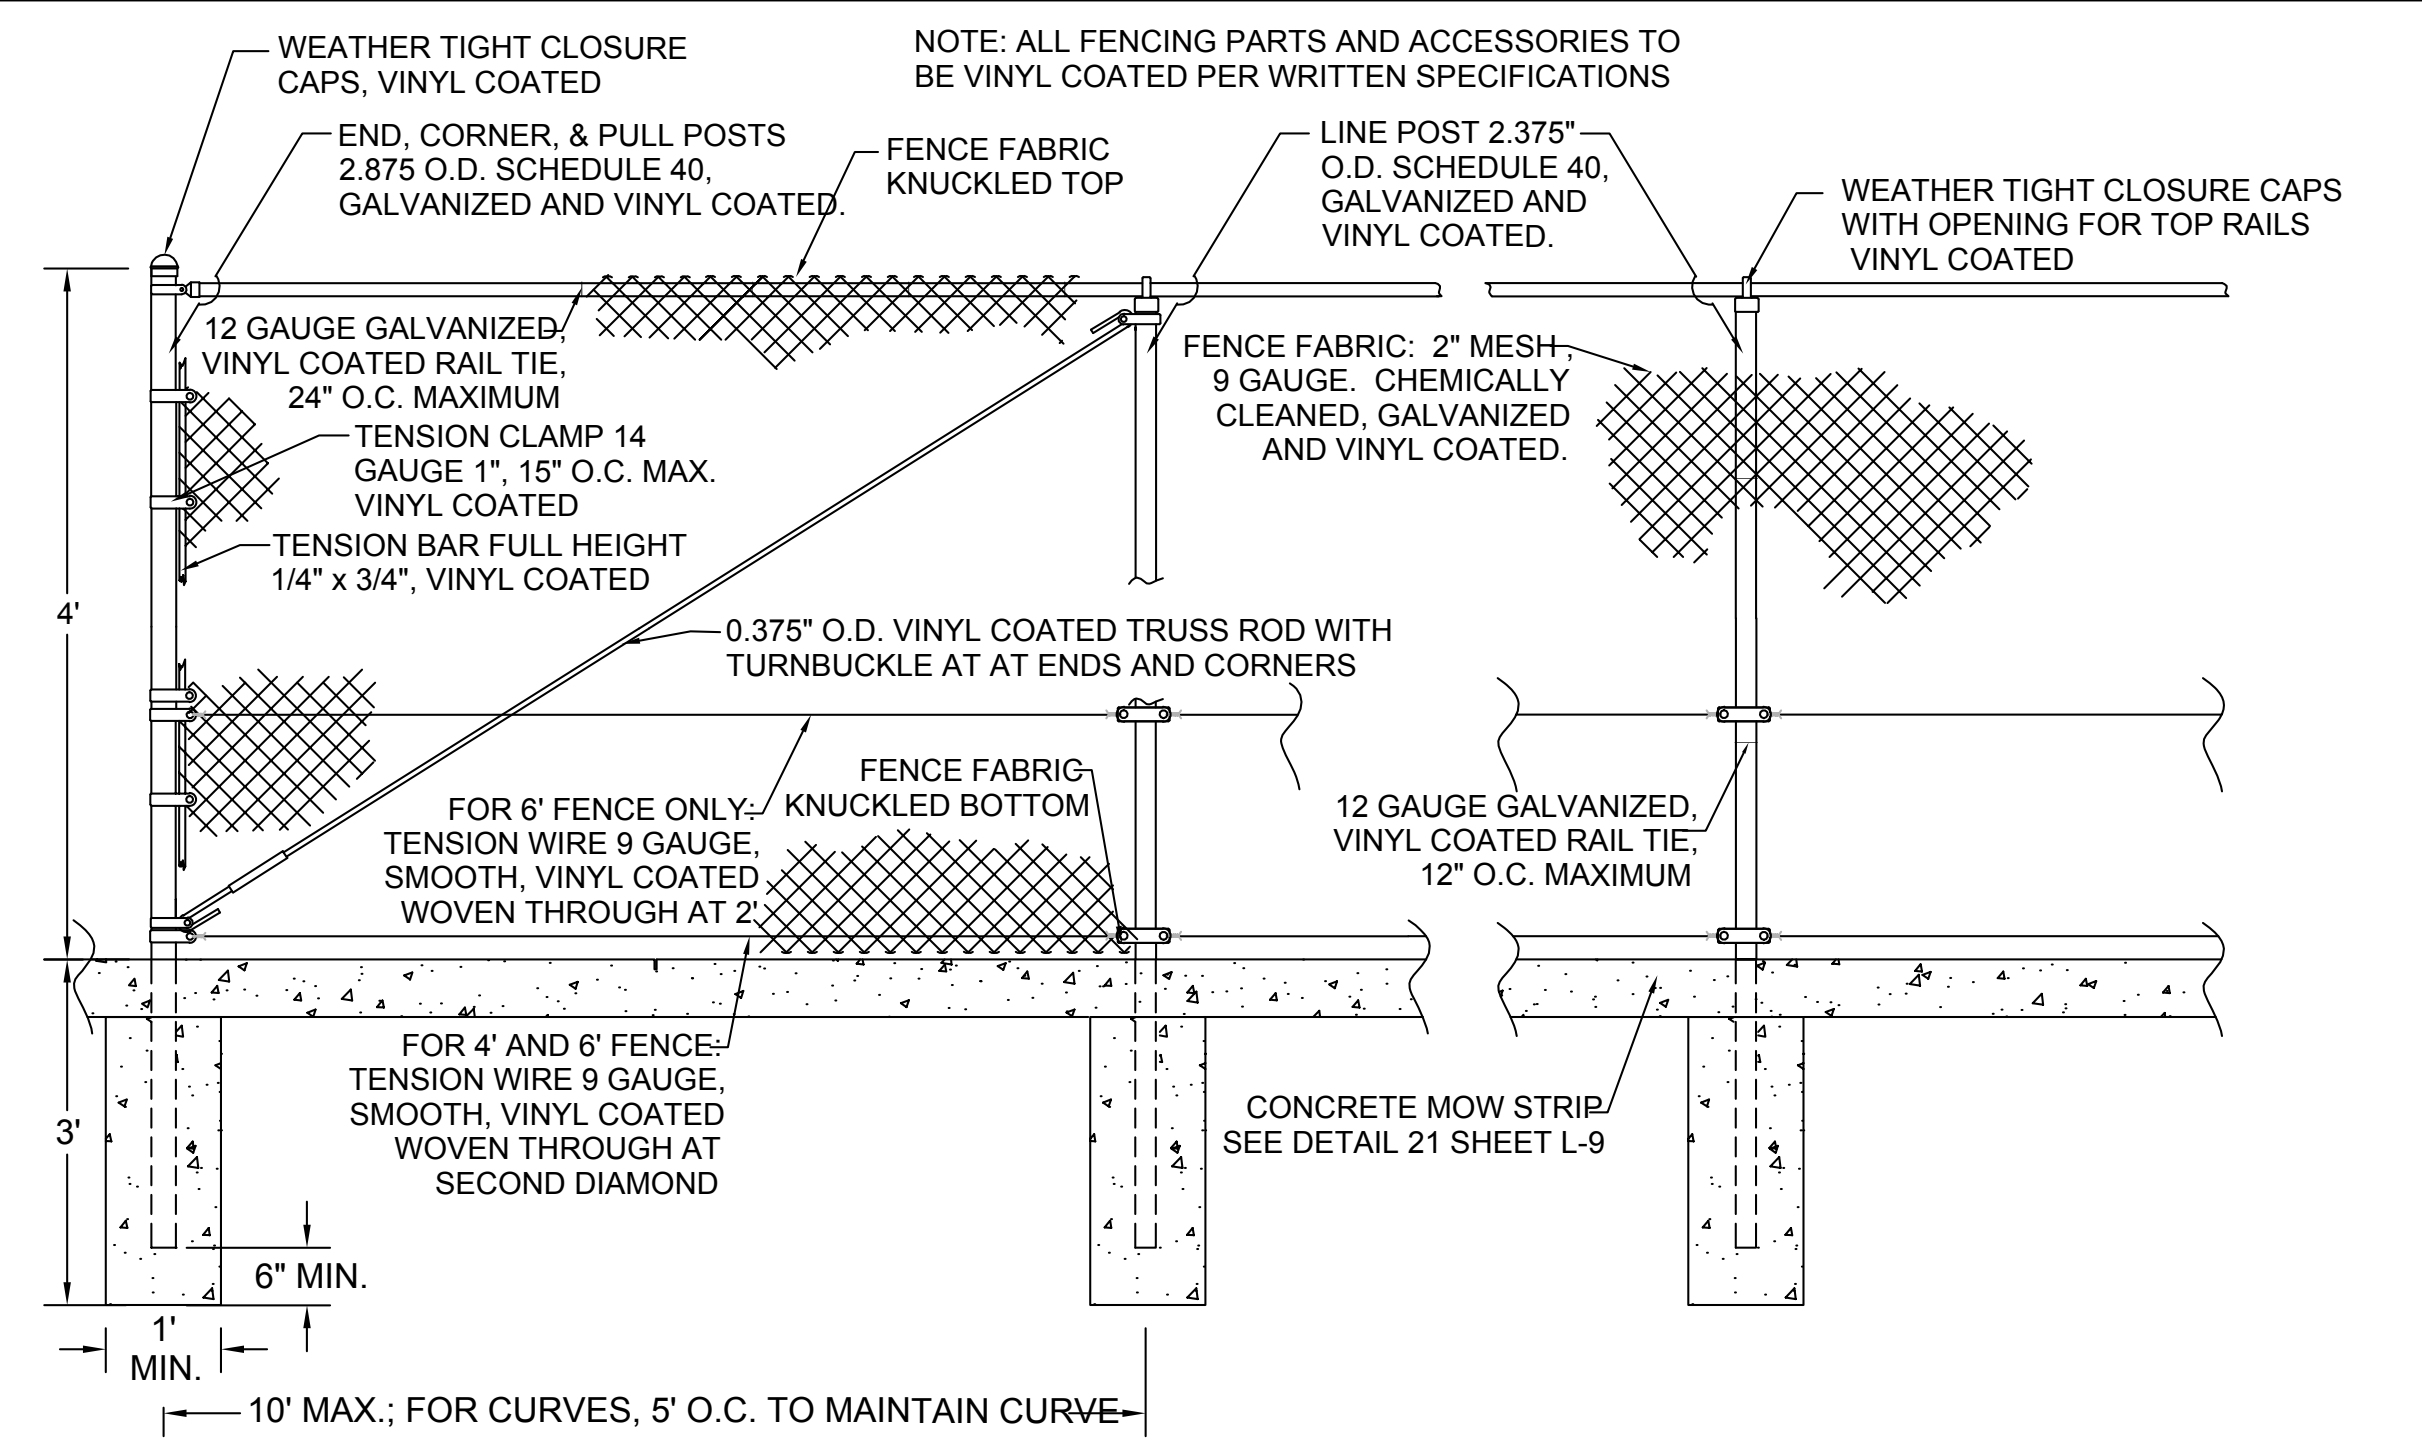 WEATHER TIGHT CLOSURE
CAPS, VINYL COATED
NOTE: ALL FENCING PARTS AND ACCESSORIES TO
BE VINYL COATED PER WRITTEN SPECIFICATIONS
END, CORNER, & PULL POSTS
2.875 O.D. SCHEDULE 40,
GALVANIZED AND VINYL COATED.
FENCE FABRIC
KNUCKLED TOP
LINE POST 2.375"
O.D. SCHEDULE 40,
GALVANIZED AND
VINYL COATED.
WEATHER TIGHT CLOSURE CAPS
WITH OPENING FOR TOP RAILS
VINYL COATED
12 GAUGE GALVANIZED,
VINYL COATED RAIL TIE,
24" O.C. MAXIMUM
FENCE FABRIC: 2" MESH ,
9 GAUGE. CHEMICALLY
CLEANED, GALVANIZED
AND VINYL COATED.
TENSION CLAMP 14
GAUGE 1", 15" O.C. MAX.
VINYL COATED
TENSION BAR FULL HEIGHT
1/4" x 3/4", VINYL COATED
4'
0.375" O.D. VINYL COATED TRUSS ROD WITH
TURNBUCKLE AT AT ENDS AND CORNERS
FOR 6' FENCE ONLY:
TENSION WIRE 9 GAUGE,
SMOOTH, VINYL COATED
WOVEN THROUGH AT 2'
FENCE FABRIC
KNUCKLED BOTTOM
12 GAUGE GALVANIZED,
VINYL COATED RAIL TIE,
12" O.C. MAXIMUM
FOR 4' AND 6' FENCE:
TENSION WIRE 9 GAUGE,
SMOOTH, VINYL COATED
WOVEN THROUGH AT
SECOND DIAMOND
CONCRETE MOW STRIP
SEE DETAIL 21 SHEET L-9
3'
6" MIN.
1'
MIN.
10' MAX.; FOR CURVES, 5' O.C. TO MAINTAIN CURVE